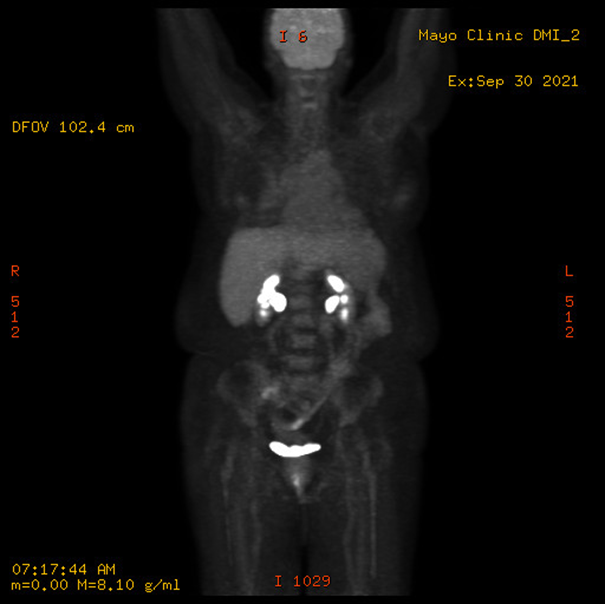 I 6
Mayo Clinic DMI_2
Ex:Sep 30 2021
DFOV 102.4 cm
R
L
5
1
2
5
1
2
07:17:44 AM
m=0.00 M=8.10 g/ml
I 1029